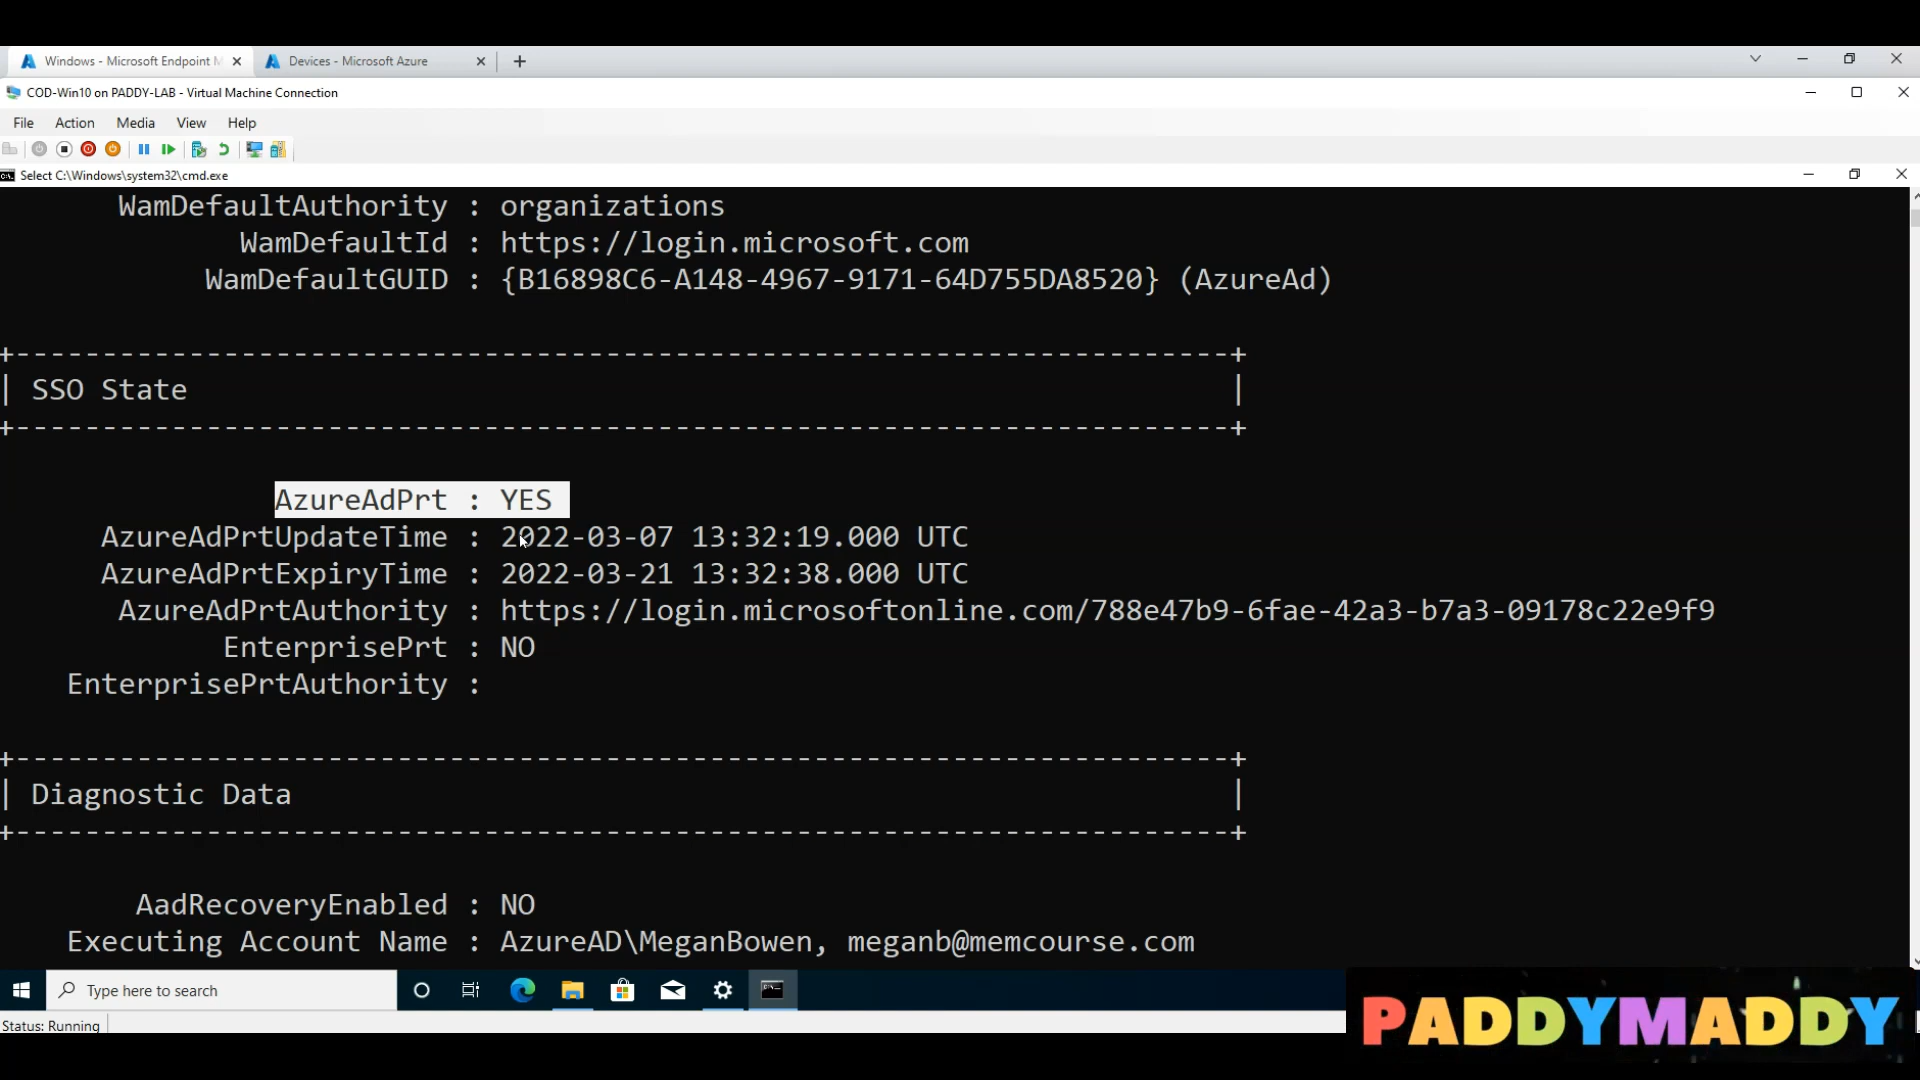 Windows - Microsoft Endpoint M
Devices - Microsoft Azure
COD-Win10 on PADDY-LAB - Virtual Machine Connection
File Action Media View Help
Select C:\Windows\system32\cmd.exe
WamDefaultAuthority : organizations
WamDefaultId : https://login.microsoft.com
WamDefaultGUID : {B16898C6-A148-4967-9171-64D755DA8520} (AzureAd)
+----------------------------------------------------------------------+
| SSO State |
+----------------------------------------------------------------------+
AzureAdPrt : YES
AzureAdPrtUpdateTime : 2022-03-07 13:32:19.000 UTC
AzureAdPrtExpiryTime : 2022-03-21 13:32:38.000 UTC
AzureAdPrtAuthority : https://login.microsoftonline.com/788e47b9-6fae-42a3-b7a3-09178c22e9f9
EnterprisePrt : NO
EnterprisePrtAuthority :
+----------------------------------------------------------------------+
| Diagnostic Data |
+----------------------------------------------------------------------+
AadRecoveryEnabled : NO
Executing Account Name : AzureAD\MeganBowen, meganb@memcourse.com
Type here to search
Status: Running
PADDYMADDY